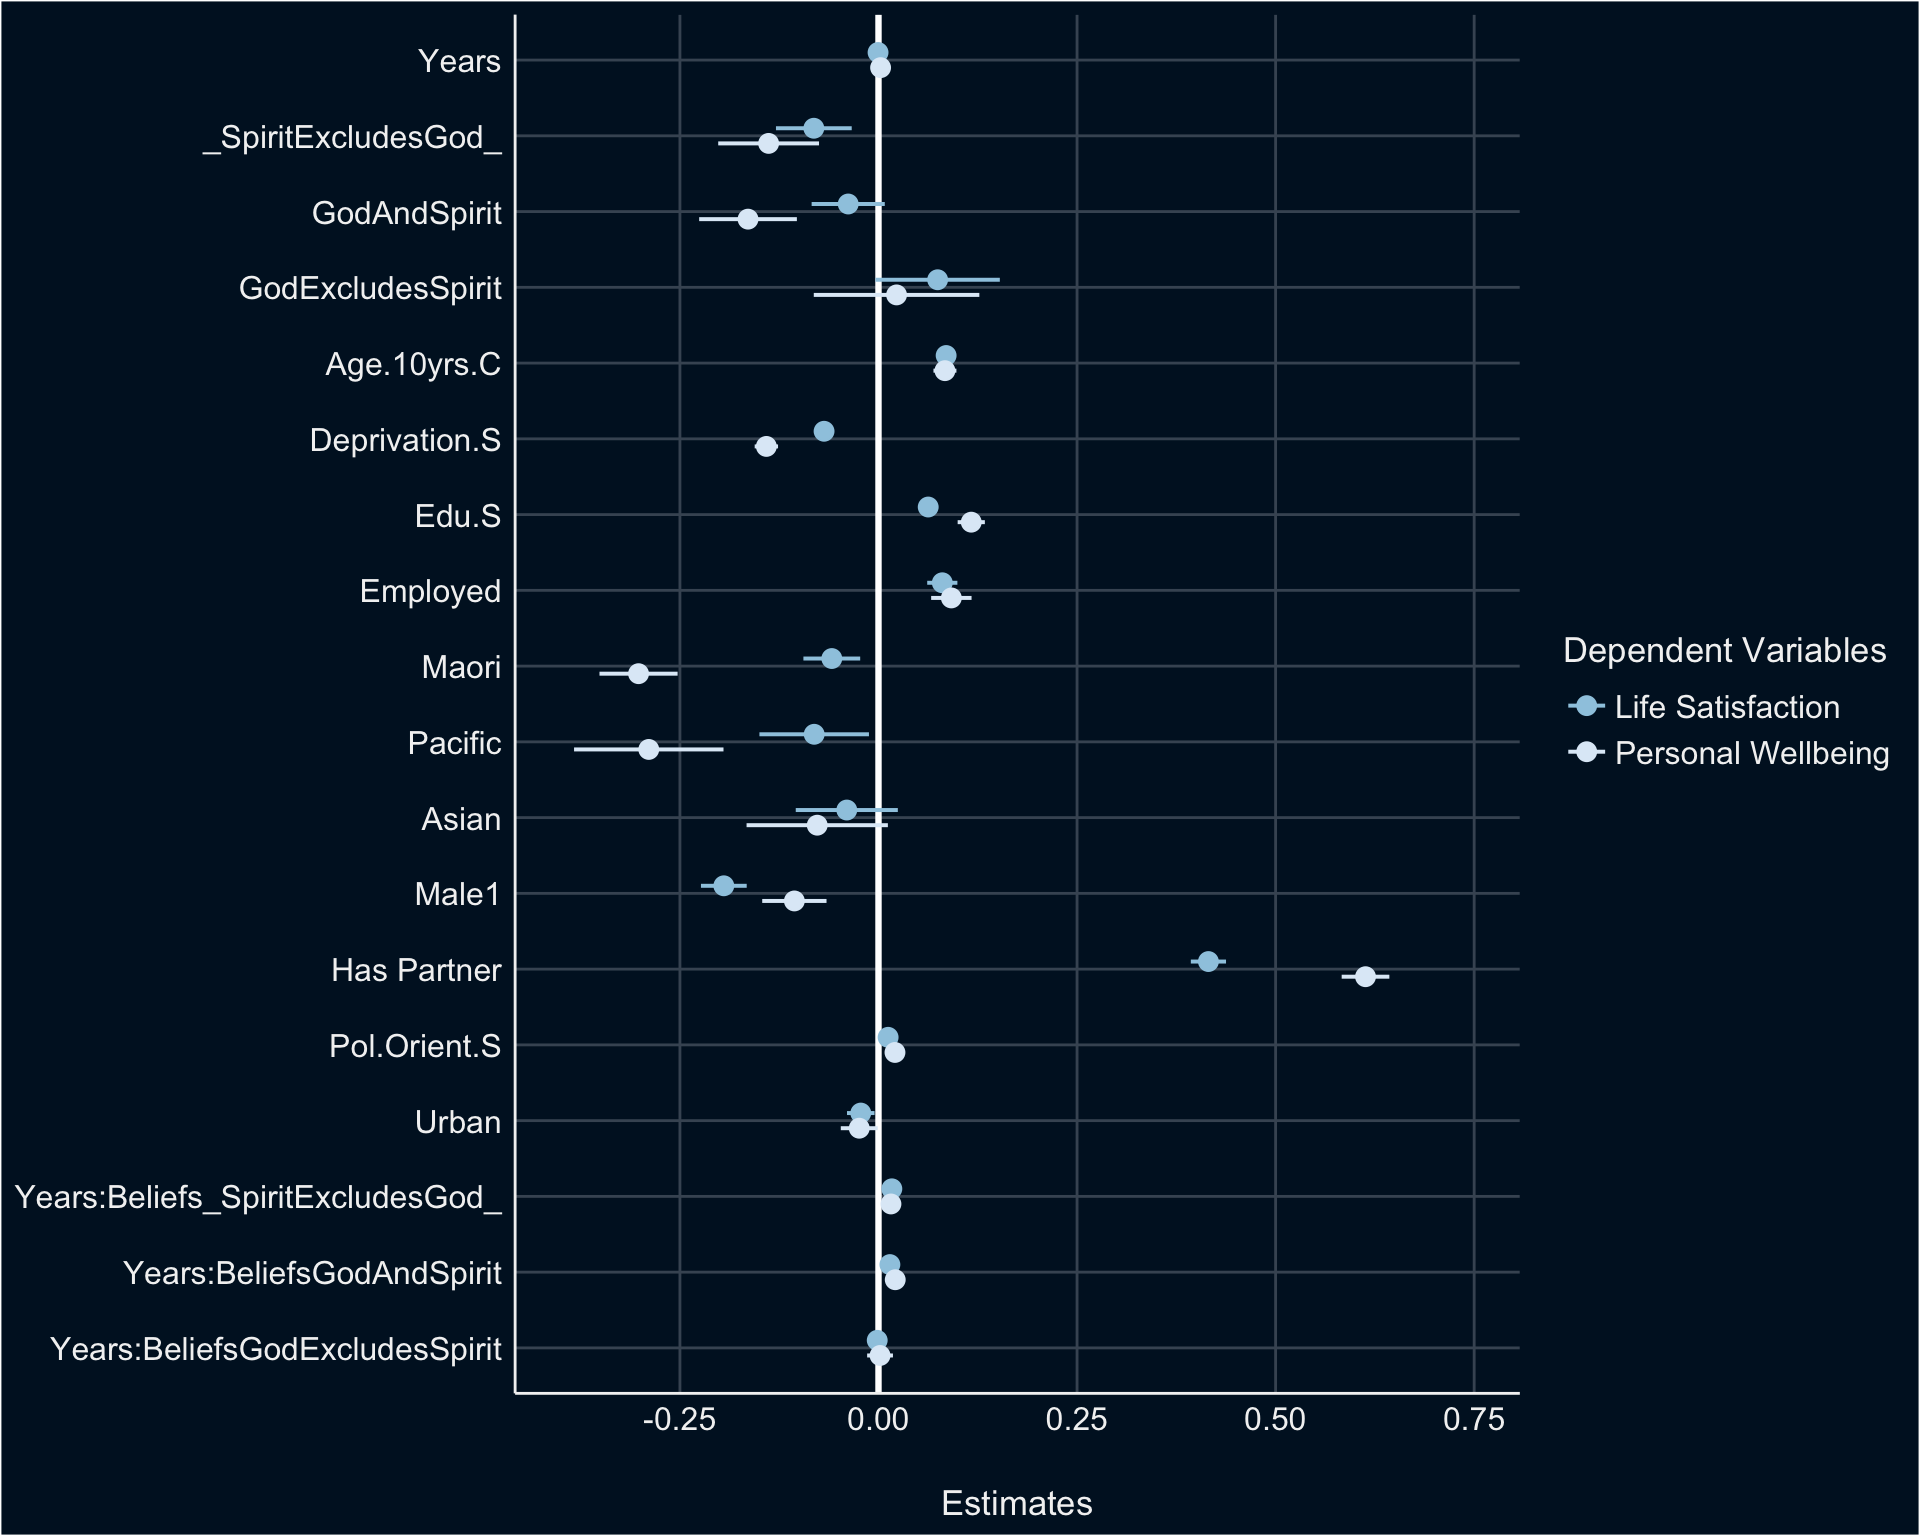 Years
_SpiritExcludesGod_
GodAndSpirit
GodExcludesSpirit
Age.10yrs.C
Deprivation.S
Edu.S
Employed
Maori
Pacific
Asian
Male1
Has Partner
Pol.Orient.S
Urban
Years:Beliefs_SpiritExcludesGod_
Years:BeliefsGodAndSpirit
Years:BeliefsGodExcludesSpirit
-0.25 0.00 0.25 0.50 0.75
Estimates
Dependent Variables
Life Satisfaction
Personal Wellbeing